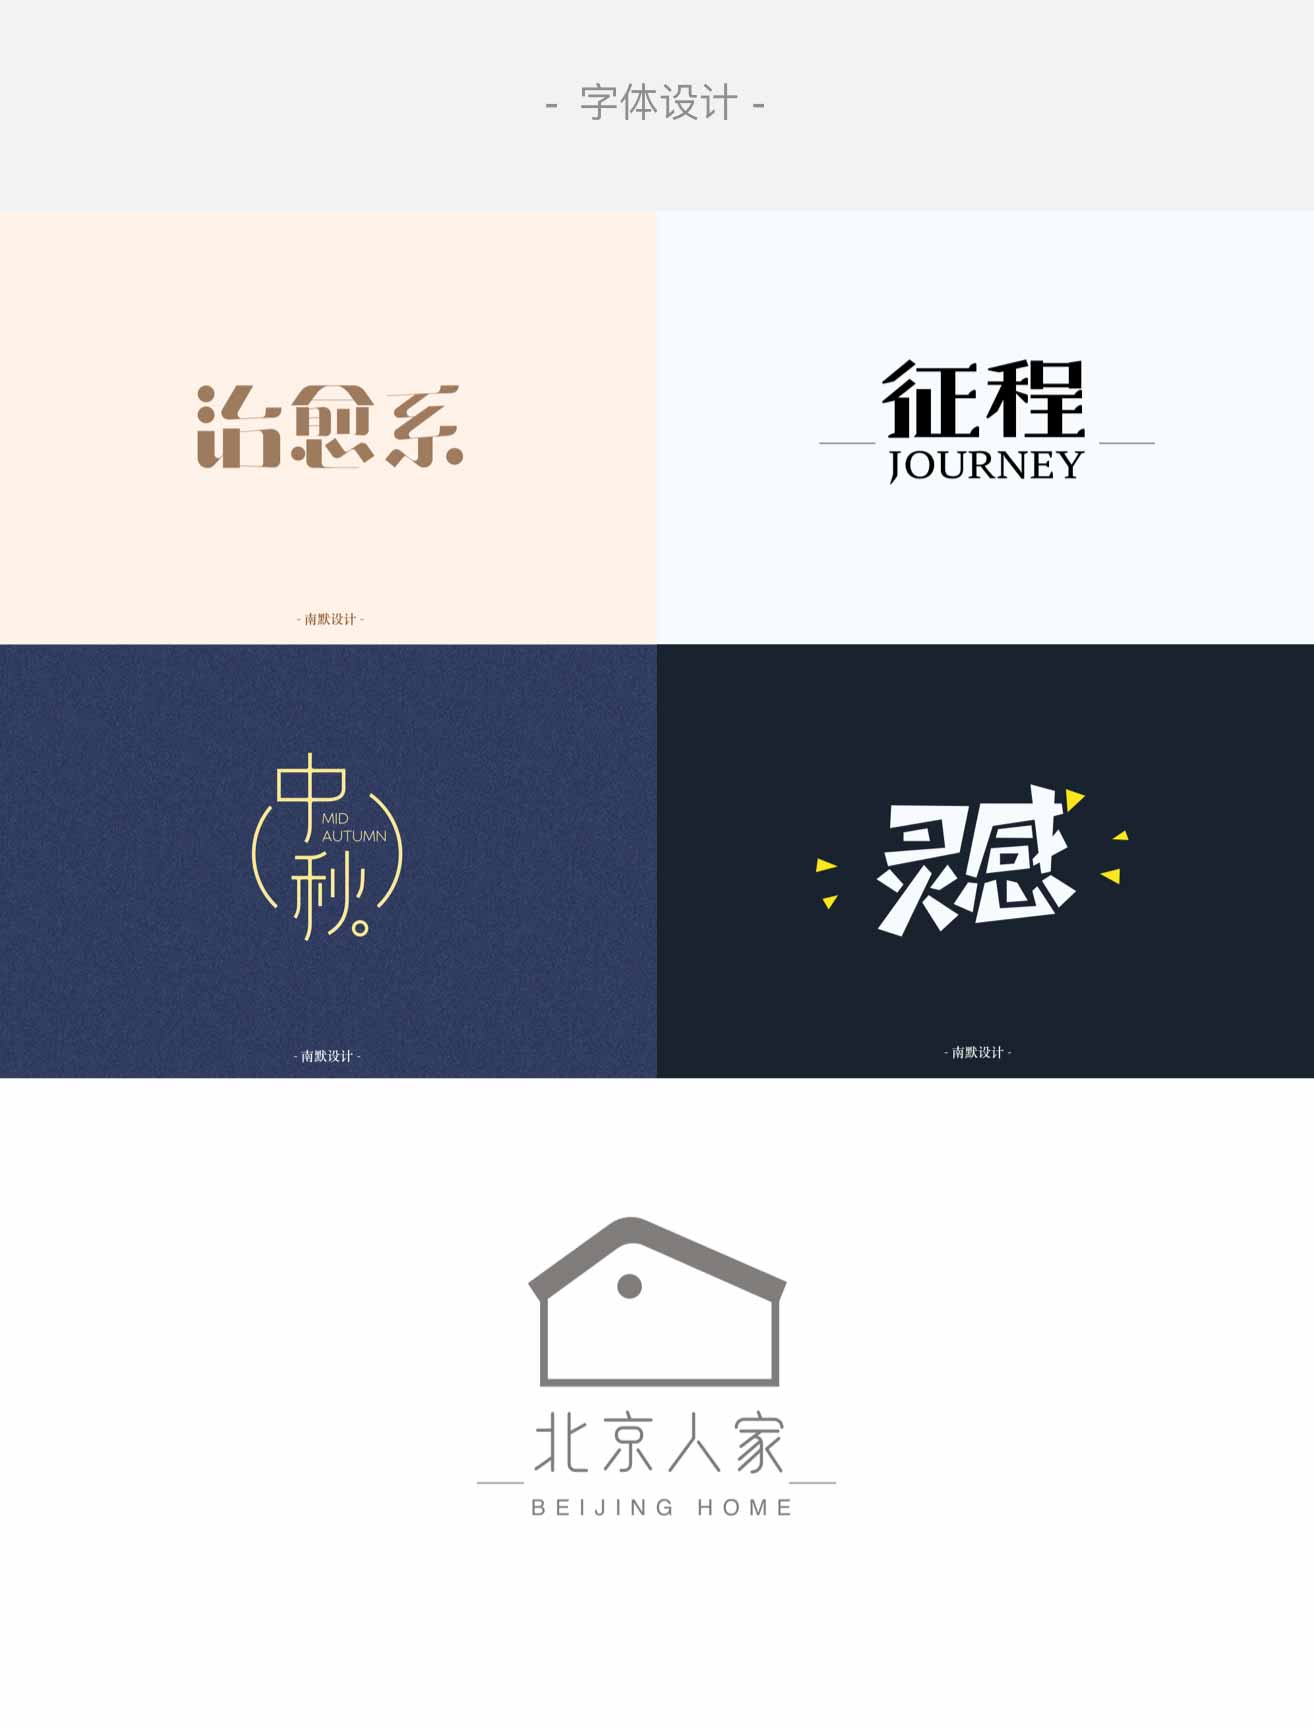 - 字体设计 -
治愈系
- 南默设计 -
征程
JOURNEY
中
MID
AUTUMN
秋。
- 南默设计 -
灵感
- 南默设计 -
北京人家
BEIJING HOME